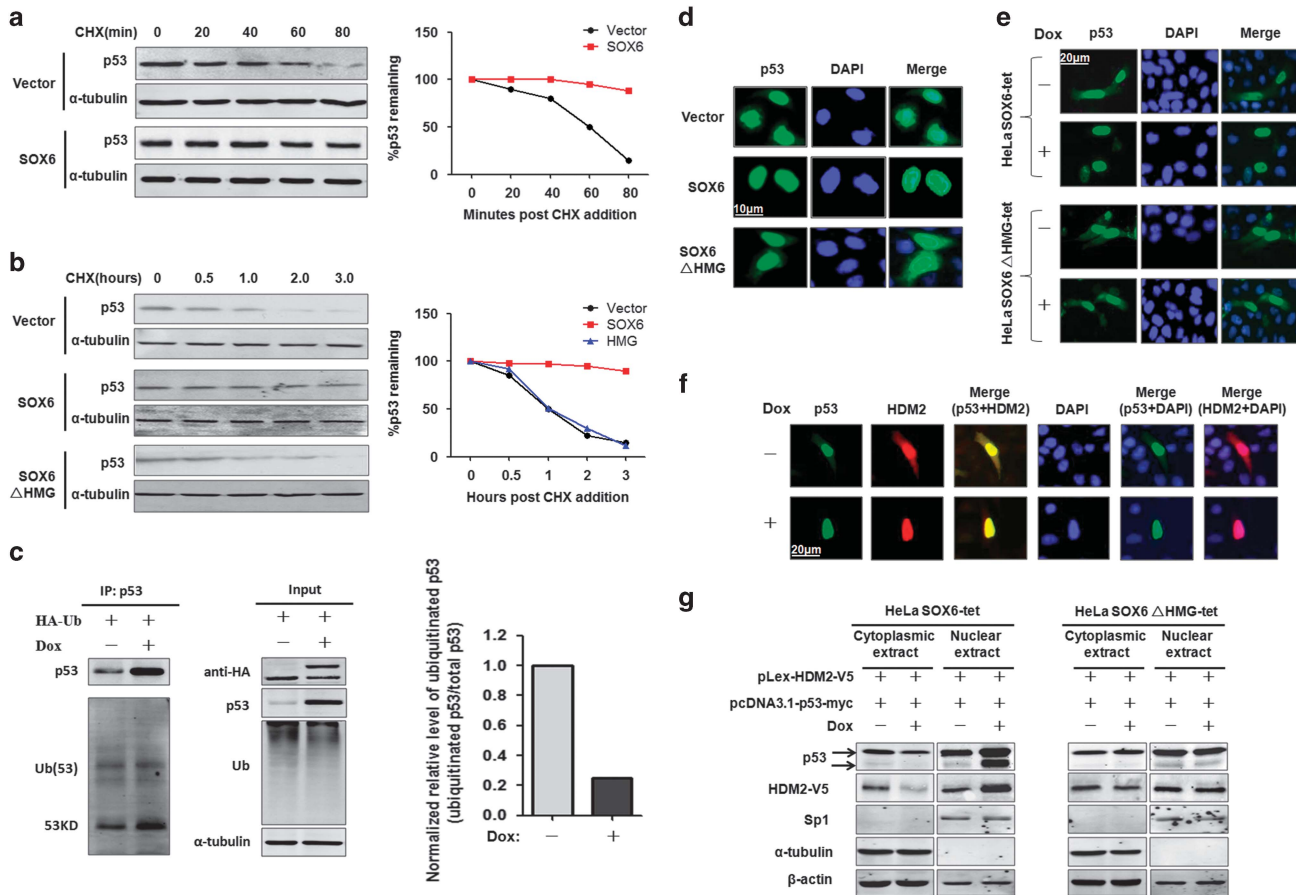 a
CHX(min) 0 20 40 60 80
Vector
p53
α-tubulin
SOX6
p53
α-tubulin
Vector
SOX6
%p53 remaining
150
100
50
0
0 20 40 60 80
Minutes post CHX addition
b
CHX(hours) 0 0.5 1.0 2.0 3.0
Vector
p53
α-tubulin
SOX6
p53
α-tubulin
SOX6
△HMG
p53
α-tubulin
Vector
SOX6
HMG
%p53 remaining
150
100
50
0
0 0.5 1 2 3
Hours post CHX addition
c
IP: p53
HA-Ub + +
Dox − +
p53
Ub(53)
53KD
Input
+ +
− +
anti-HA
p53
Ub
α-tubulin
Normalized relative level of ubiquitinated p53
(ubiquitinated p53/total p53)
1.2
1.0
0.8
0.6
0.4
0.2
0.0
Dox: − +
d
p53 DAPI Merge
Vector
SOX6
10μm
SOX6
△HMG
e
Dox p53 DAPI Merge
20μm
HeLa SOX6-tet
−
+
HeLa SOX6 △HMG-tet
−
+
f
Dox p53 HDM2 Merge (p53+HDM2) DAPI Merge (p53+DAPI) Merge (HDM2+DAPI)
−
+
20μm
g
HeLa SOX6-tet HeLa SOX6 △HMG-tet
Cytoplasmic extract Nuclear extract Cytoplasmic extract Nuclear extract
pLex-HDM2-V5 + + + + + + + +
pcDNA3.1-p53-myc + + + + + + + +
Dox − + − + − + − +
p53
HDM2-V5
Sp1
α-tubulin
β-actin